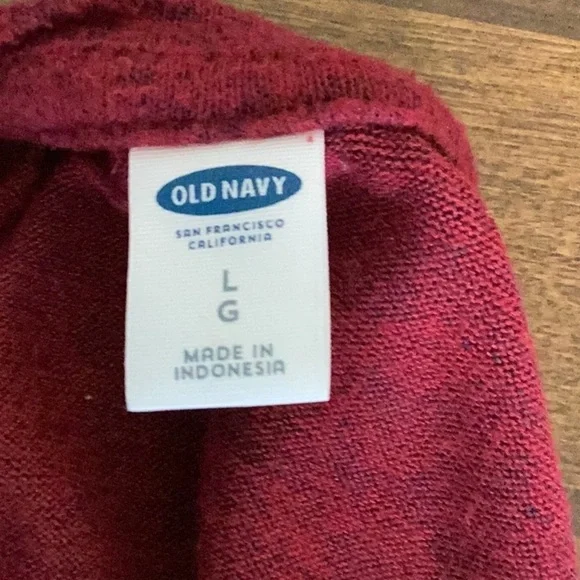 OLD NAVY
SAN FRANCISCO
CALIFORNIA
L
G
MADE IN
INDONESIA